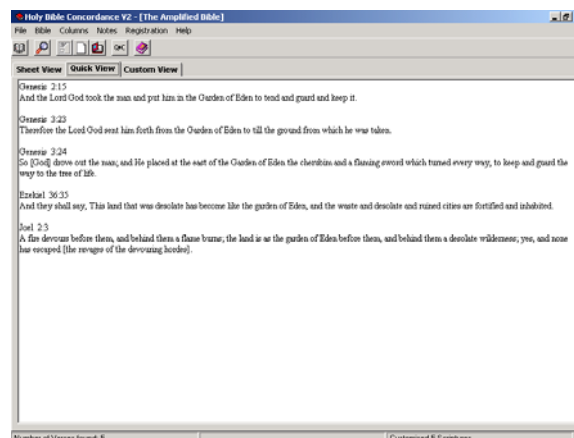 Holy Bible Concordance V2 - [The Amplified Bible]
File Bible Columns Notes Registration Help
Sheet View Quick View Custom View
Genesis 2:15
And the Lord God took the man and put him in the Garden of Eden to tend and guard and keep it.
Genesis 3:23
Therefore the Lord God sent him forth from the Garden of Eden to till the ground from which he was taken.
Genesis 3:24
So [God] drove out the man; and He placed at the east of the Garden of Eden the cherubim and a flaming sword which turned every way, to keep and guard the
way to the tree of life.
Ezekiel 36:35
And they shall say, This land that was desolate has become like the garden of Eden, and the waste and desolate and ruined cities are fortified and inhabited.
Joel 2:3
A fire devours before them, and behind them a flame burns; the land is as the garden of Eden before them, and behind them a desolate wilderness; yes, and none
has escaped [the ravages of the devouring hordes].
Number of Verses found: 5 Customised 5 Scriptures